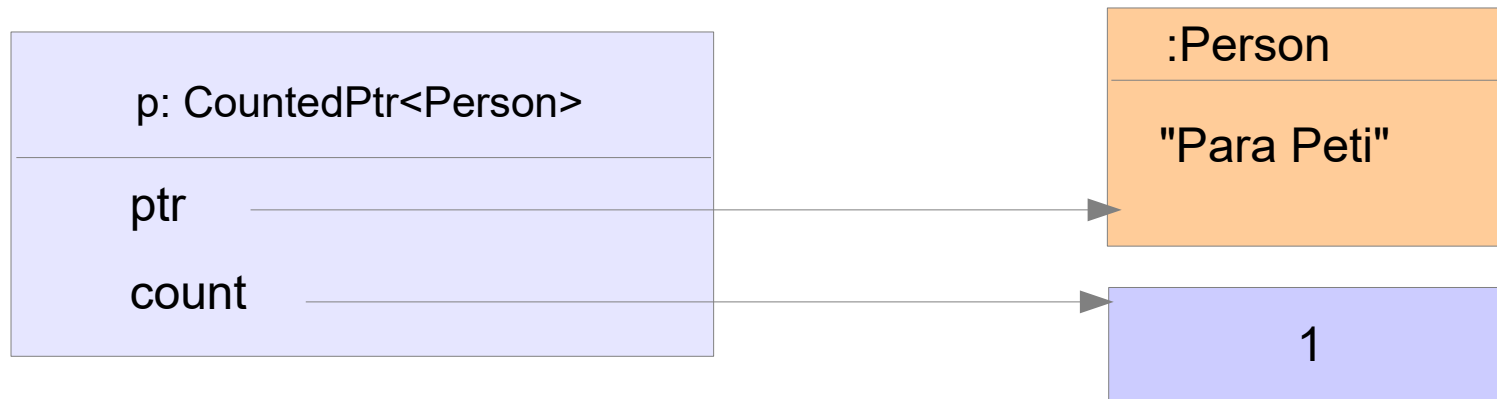 p: CountedPtr<Person>
ptr
count
:Person
"Para Peti"
1